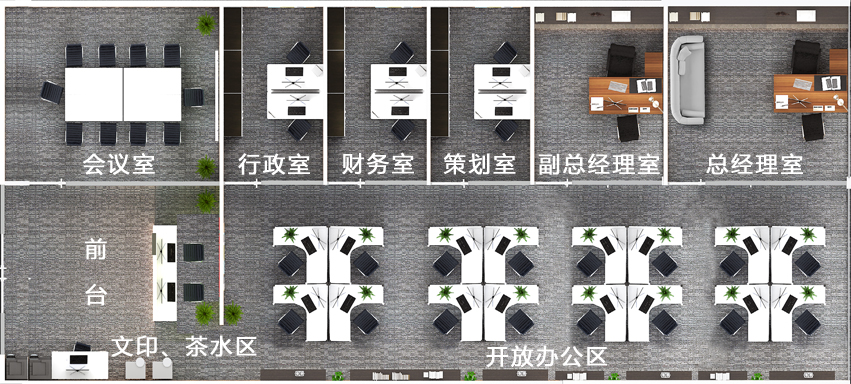 会议室
行政室
财务室
策划室
副总经理室
总经理室
前
台
文印、茶水区
开放办公区